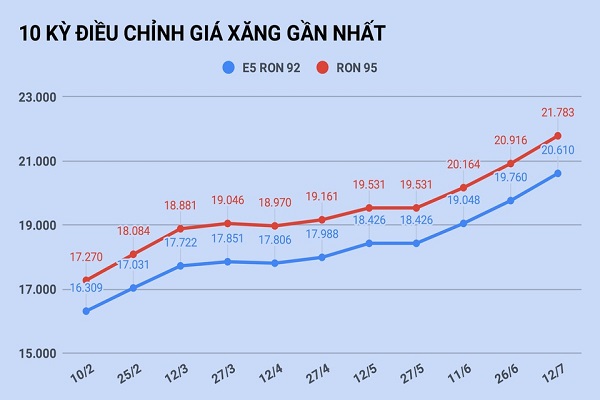 10 KỲ ĐIỀU CHỈNH GIÁ XĂNG GẦN NHẤT
E5 RON 92 RON 95
23.000
21.000
19.000
17.000
15.000
17.270 18.084 18.881 19.046 18.970 19.161 19.531 19.531 20.164 20.916 21.783
16.309 17.031 17.722 17.851 17.806 17.988 18.426 18.426 19.048 19.760 20.610
10/2 25/2 12/3 27/3 12/4 27/4 12/5 27/5 11/6 26/6 12/7